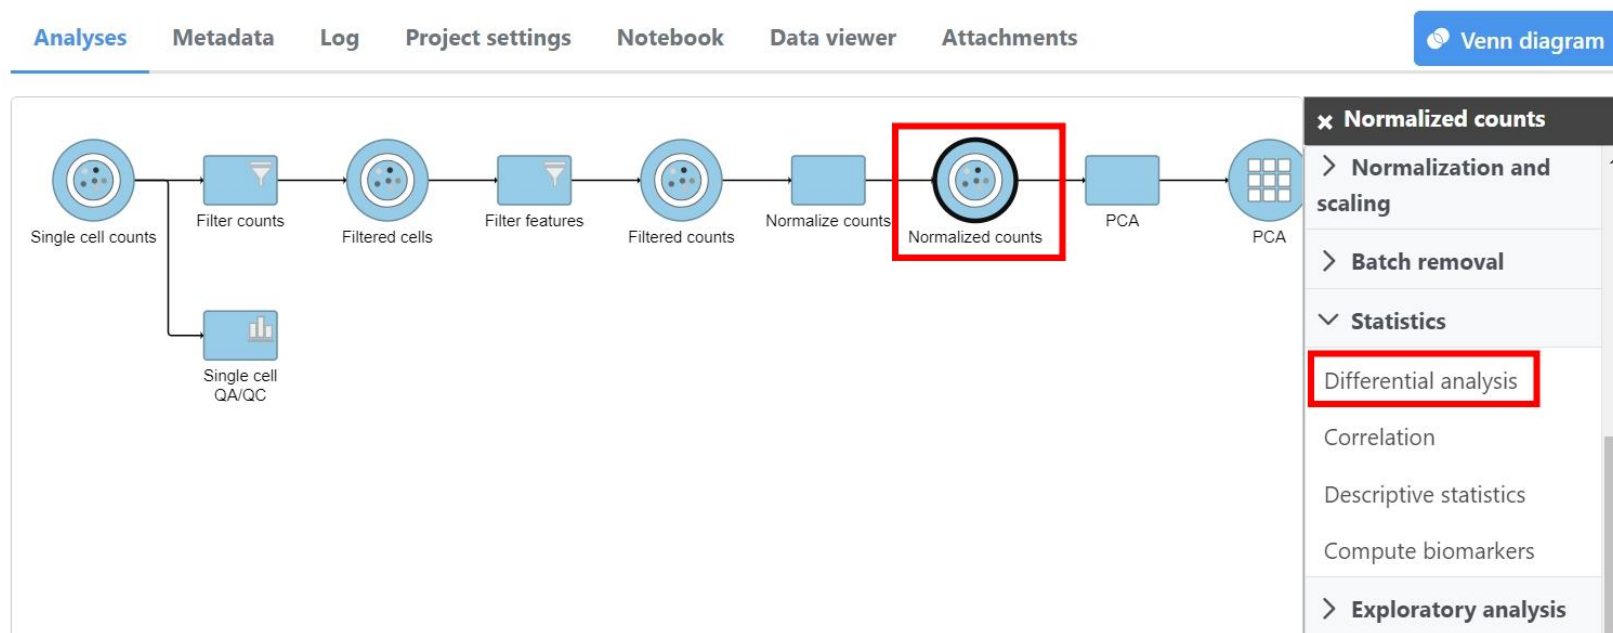 Analyses Metadata Log Project settings Notebook Data viewer Attachments Venn diagram
Single cell counts
Filter counts
Filtered cells
Filter features
Filtered counts
Normalize counts
Normalized counts
PCA
PCA
Single cell
QA/QC
Normalized counts
Normalization and
scaling
Batch removal
Statistics
Differential analysis
Correlation
Descriptive statistics
Compute biomarkers
Exploratory analysis